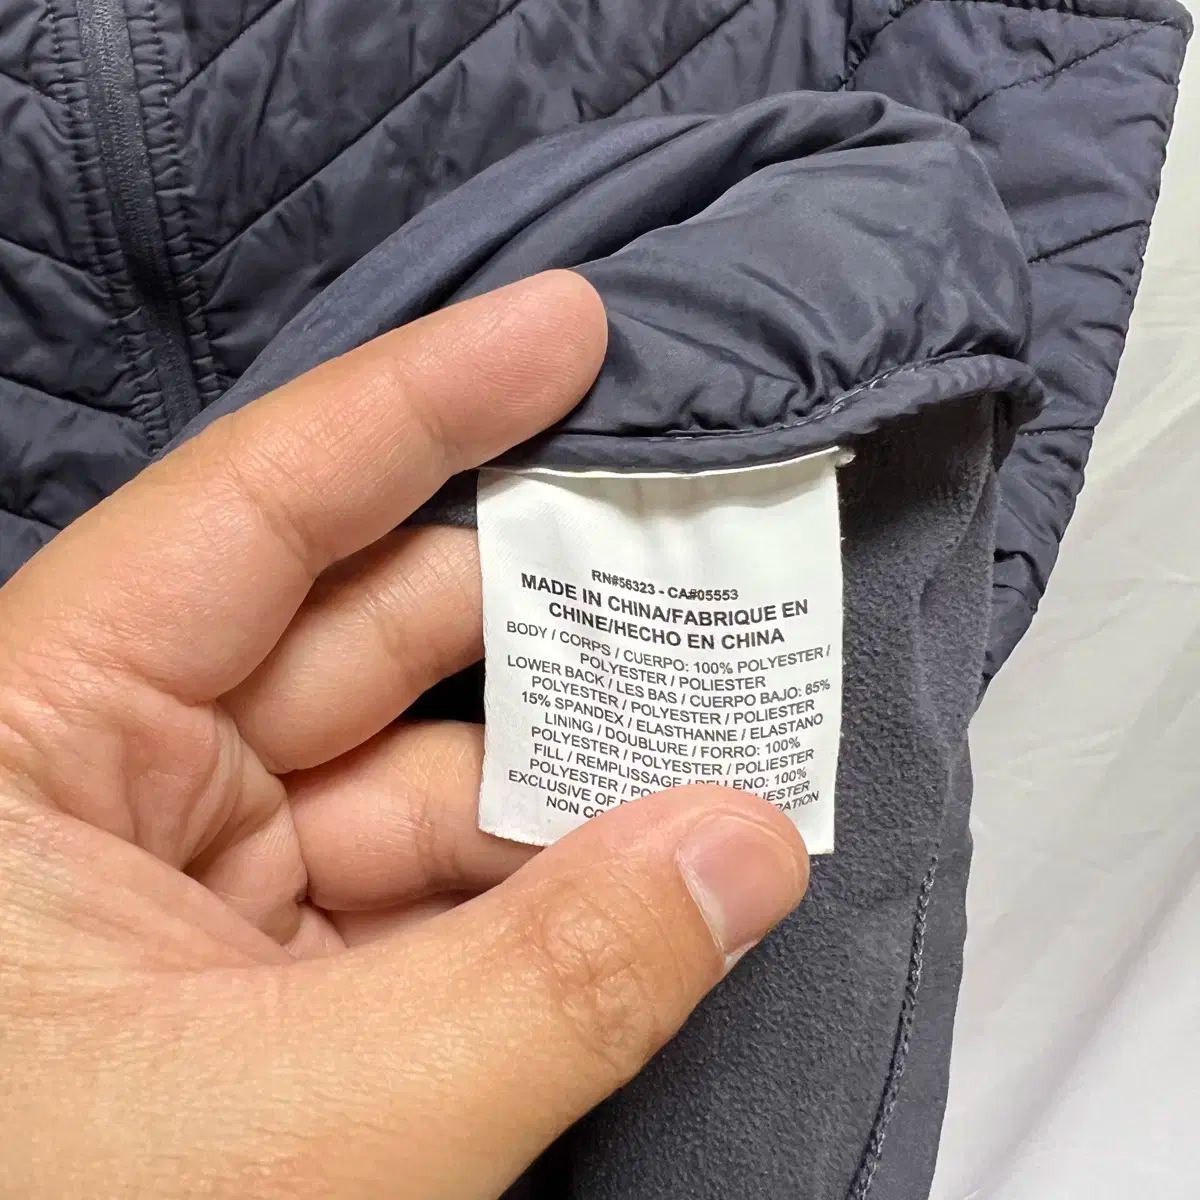 RN#56323 - CA#05553
MADE IN CHINA/FABRIQUE EN
CHINE/HECHO EN CHINA
BODY / CORPS / CUERPO: 100% POLYESTER /
POLYESTER / POLIESTER
LOWER BACK / LES BAS / CUERPO BAJO: 85%
POLYESTER / POLYESTER / POLIESTER
15% SPANDEX / ELASTHANNE / ELASTANO
LINING / DOUBLURE / FORRO: 100%
POLYESTER / POLYESTER / POLIESTER
FILL / REMPLISSAGE / RELLENO: 100%
POLYESTER /
EXCLUSIVE OF
NON